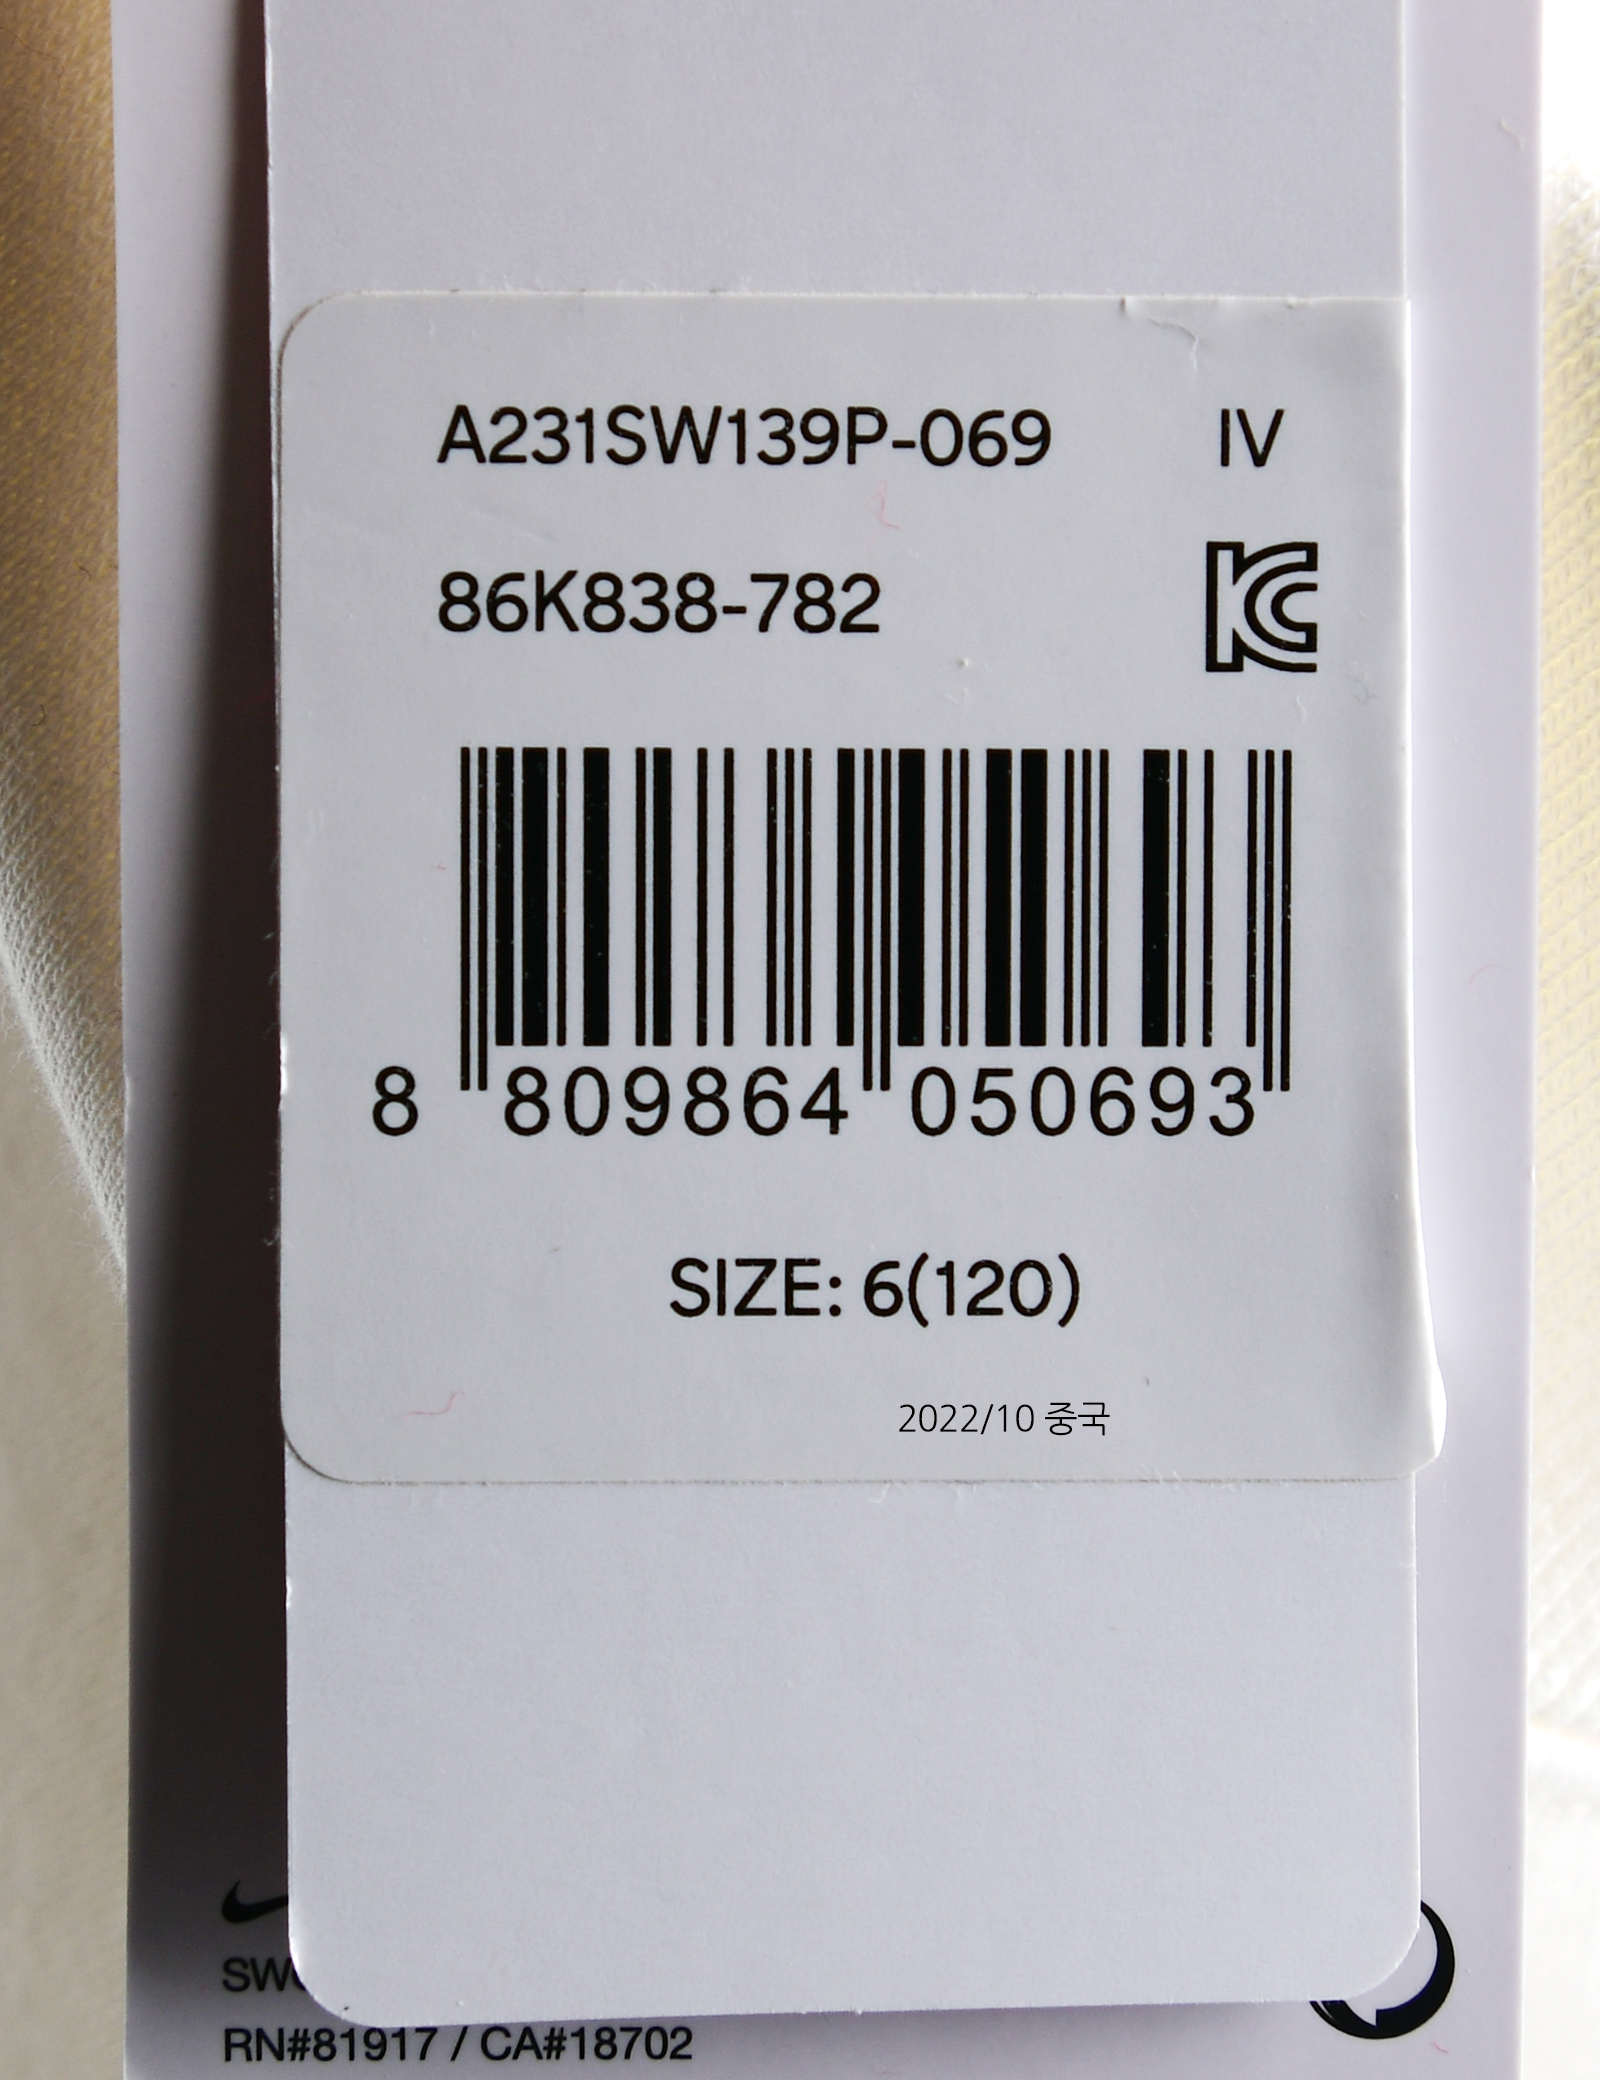 A231SW139P-069 IV
86K838-782
8 809864 050693
SIZE: 6(120)
2022/10 중국
RN#81917 / CA#18702